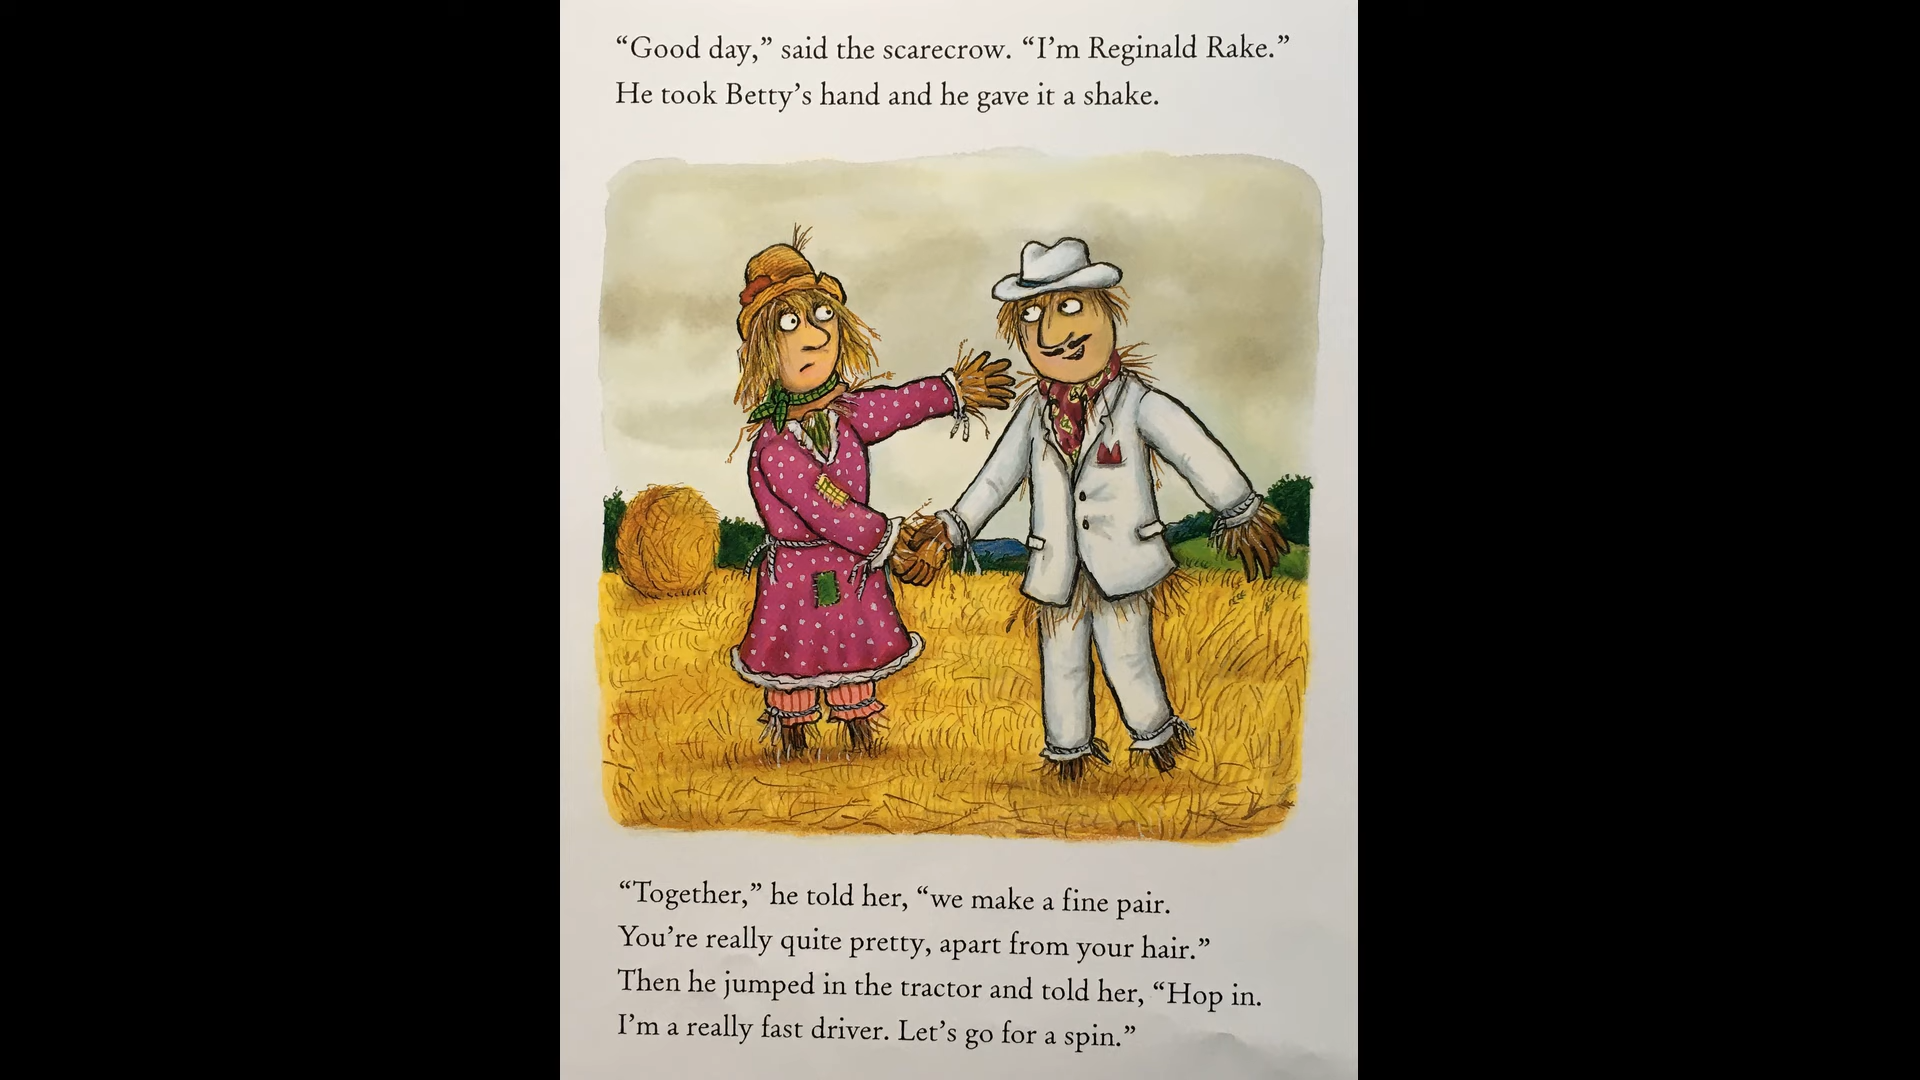 “Good day,” said the scarecrow. “I’m Reginald Rake.”
He took Betty’s hand and he gave it a shake.
“Together,” he told her, “we make a fine pair.
You’re really quite pretty, apart from your hair.”
Then he jumped in the tractor and told her, “Hop in.
I’m a really fast driver. Let’s go for a spin.”